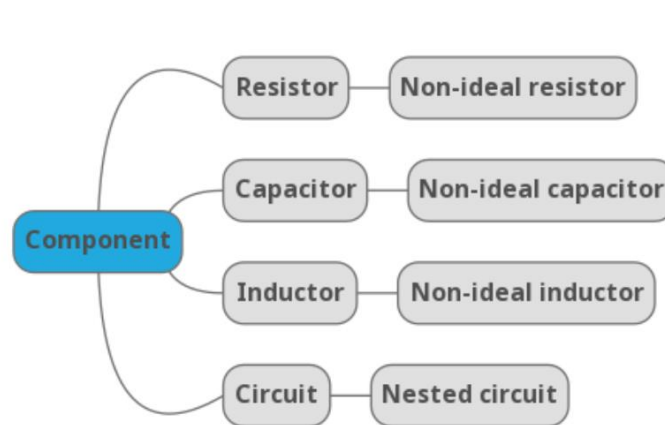 Resistor
Non-ideal resistor
Capacitor
Non-ideal capacitor
Component
Inductor
Non-ideal inductor
Circuit
Nested circuit